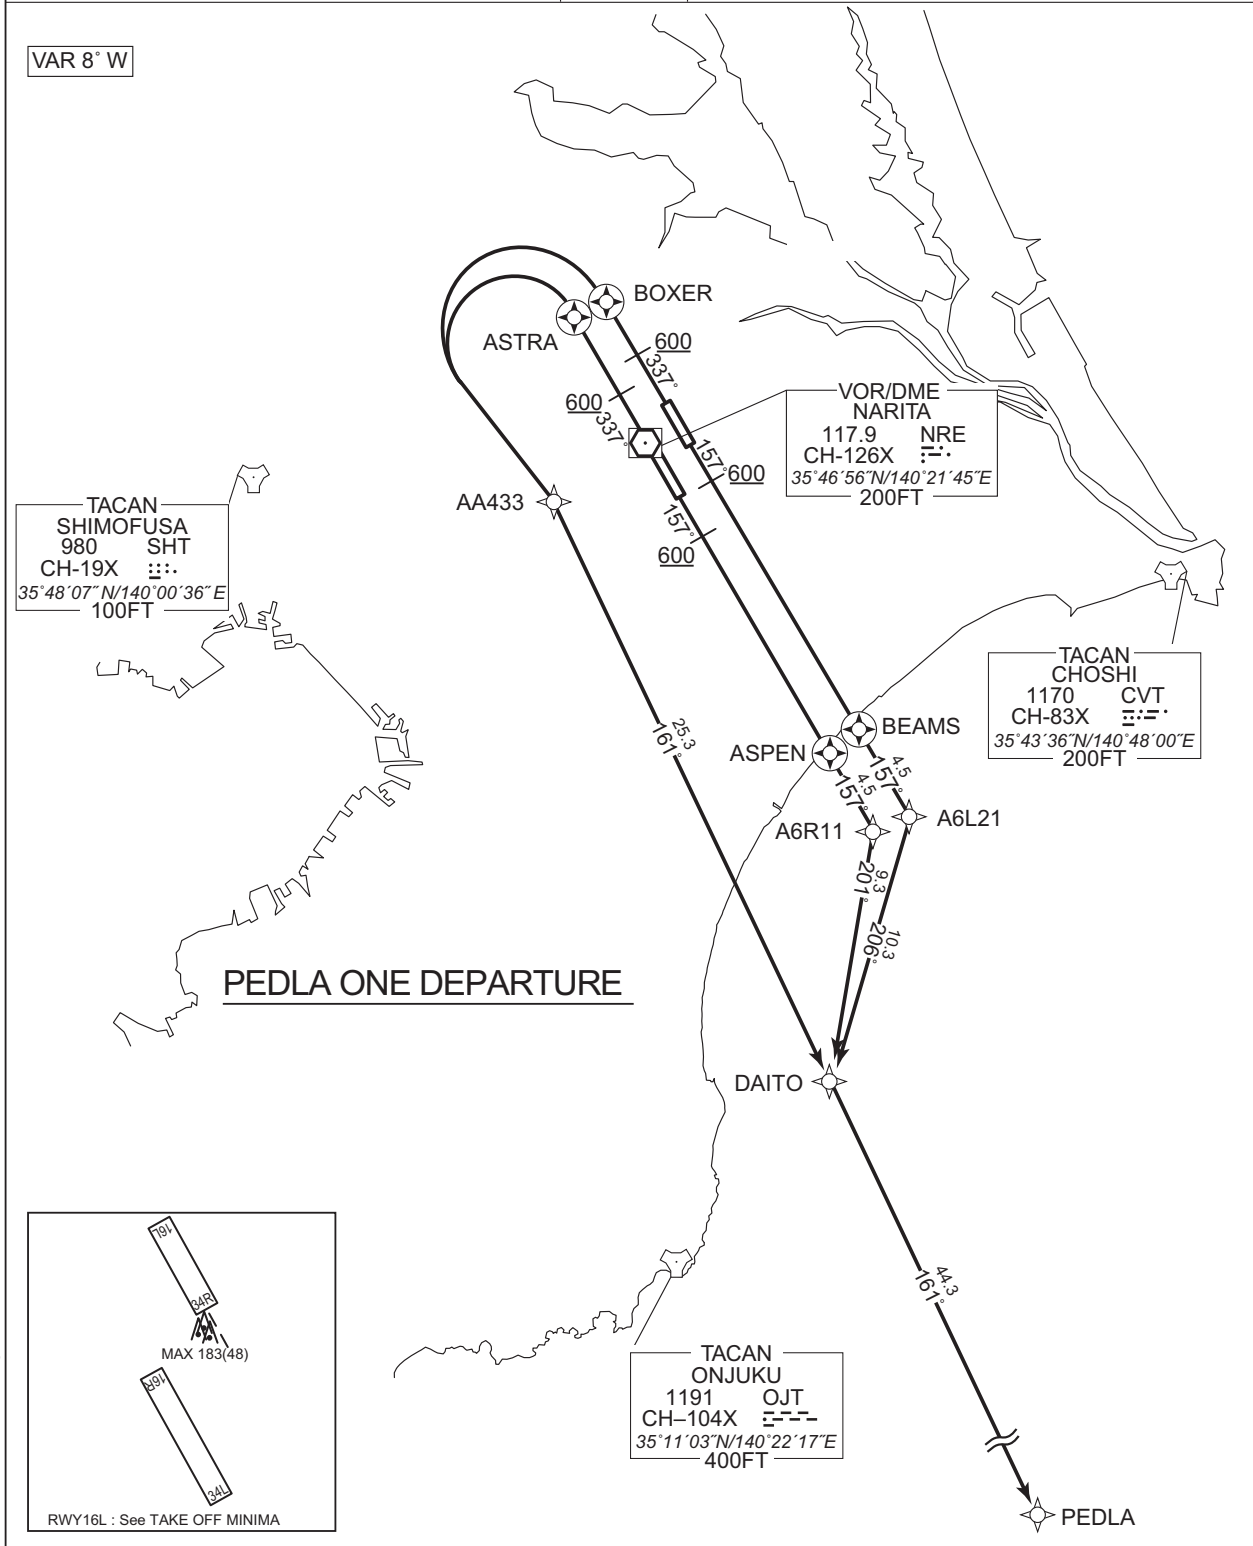 VAR 8° W
BOXER
ASTRA
600
337°
600
337°
VOR/DME
NARITA
117.9 NRE
CH-126X
35°46´56˝N/140°21´45˝E
200FT
157°
600
157°
600
AA433
TACAN
SHIMOFUSA
980 SHT
CH-19X
35°48´07˝N/140°00´36˝E
100FT
TACAN
CHOSHI
1170 CVT
CH-83X
35°43´36˝N/140°48´00˝E
200FT
25.3
161°
BEAMS
ASPEN
4.5
157°
4.5
157°
A6R11
A6L21
9.3
201°
10.3
206°
PEDLA ONE DEPARTURE
DAITO
44.3
161°
16L
34R
MAX 183(48)
16R
34L
RWY16L : See TAKE OFF MINIMA
TACAN
ONJUKU
1191 OJT
CH–104X
35°11´03˝N/140°22´17˝E
400FT
PEDLA